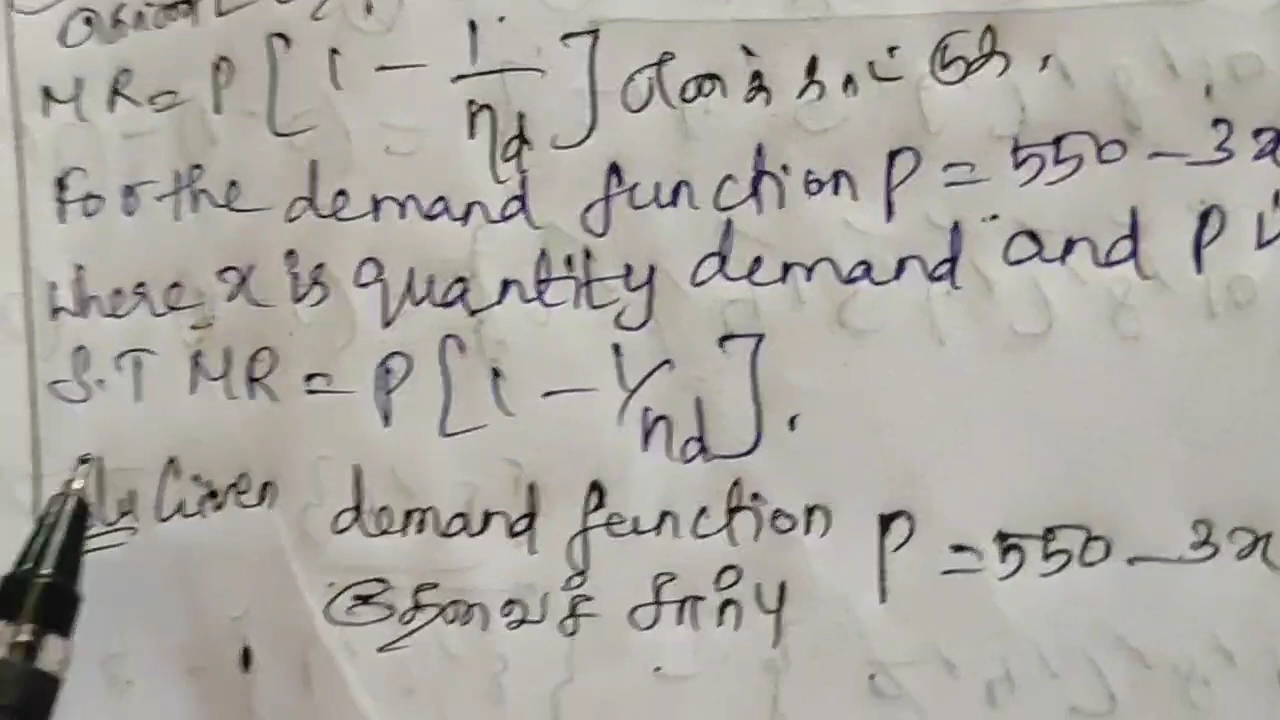 MR = P [1 - 1/ηd] எனக் காட்டுக.
For the demand function P = 550 - 3x
where x is quantity demand and P
S.T MR = P [1 - 1/ηd].
Given demand function P = 550 - 3x
தேவைச் சார்பு